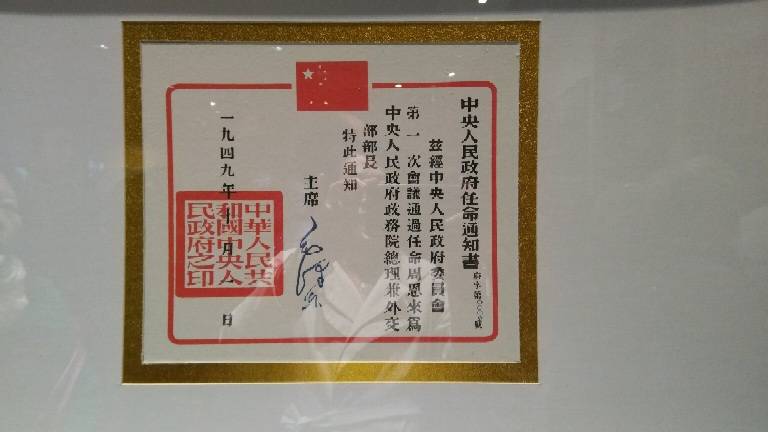 中央人民政府任命通知書
府字第
號
茲經中央人民政府委員會
第一次會議通過任命周恩來爲
中央人民政府政務院總理兼外交
部部長
特此通知
主席
毛澤東
一九四九年十月一日
中華人民共
和國中央人
民政府之印